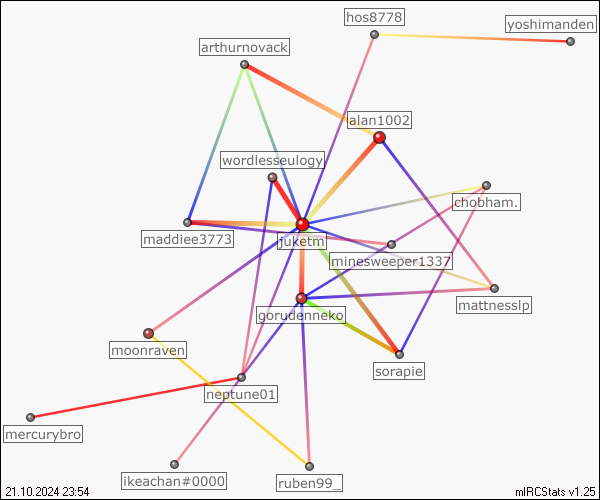 hos8778
yoshimanden
arthurnovack
alan1002
wordlesseulogy
chobham.
maddiee3773
juketm
minesweeper1337
mattnesslp
gorudenneko
moonraven
sorapie
neptune01
mercurybro
ikeachan#0000
ruben99_
21.10.2024 23:54
mIRCStats v1.25